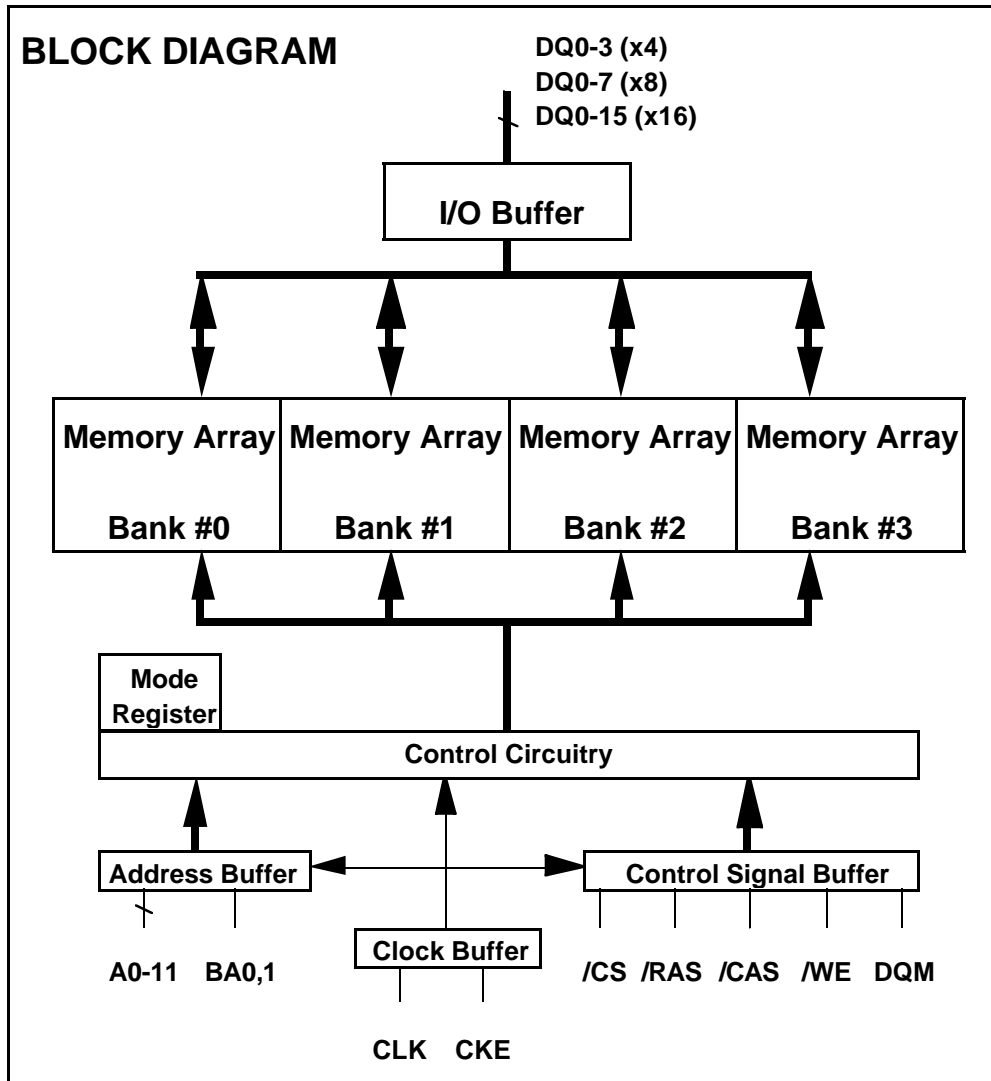 BLOCK DIAGRAM
DQ0-3 (x4)
DQ0-7 (x8)
DQ0-15 (x16)
I/O Buffer
Memory Array Memory Array Memory Array Memory Array
Bank #0 Bank #1 Bank #2 Bank #3
Mode
Register
Control Circuitry
Address Buffer Control Signal Buffer
Clock Buffer
A0-11 BA0,1 /CS /RAS /CAS /WE DQM
CLK CKE